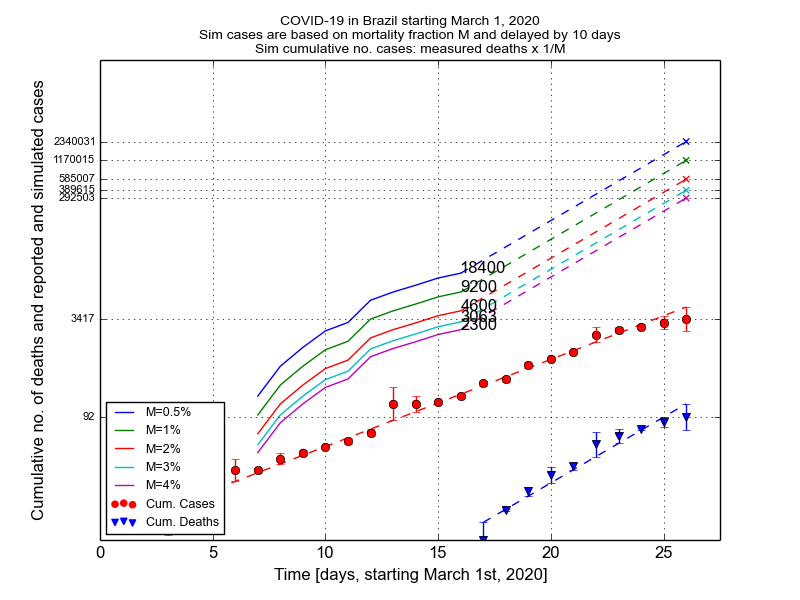 COVID-19 in Brazil starting March 1, 2020
Sim cases are based on mortality fraction M and delayed by 10 days
Sim cumulative no. cases: measured deaths x 1/M
Cumulative no. of deaths and reported and simulated cases
2340031
1170015
585007
389615
292503
3417
92
18400
9200
4600
3063
2300
M=0.5%
M=1%
M=2%
M=3%
M=4%
Cum. Cases
Cum. Deaths
0 5 10 15 20 25
Time [days, starting March 1st, 2020]